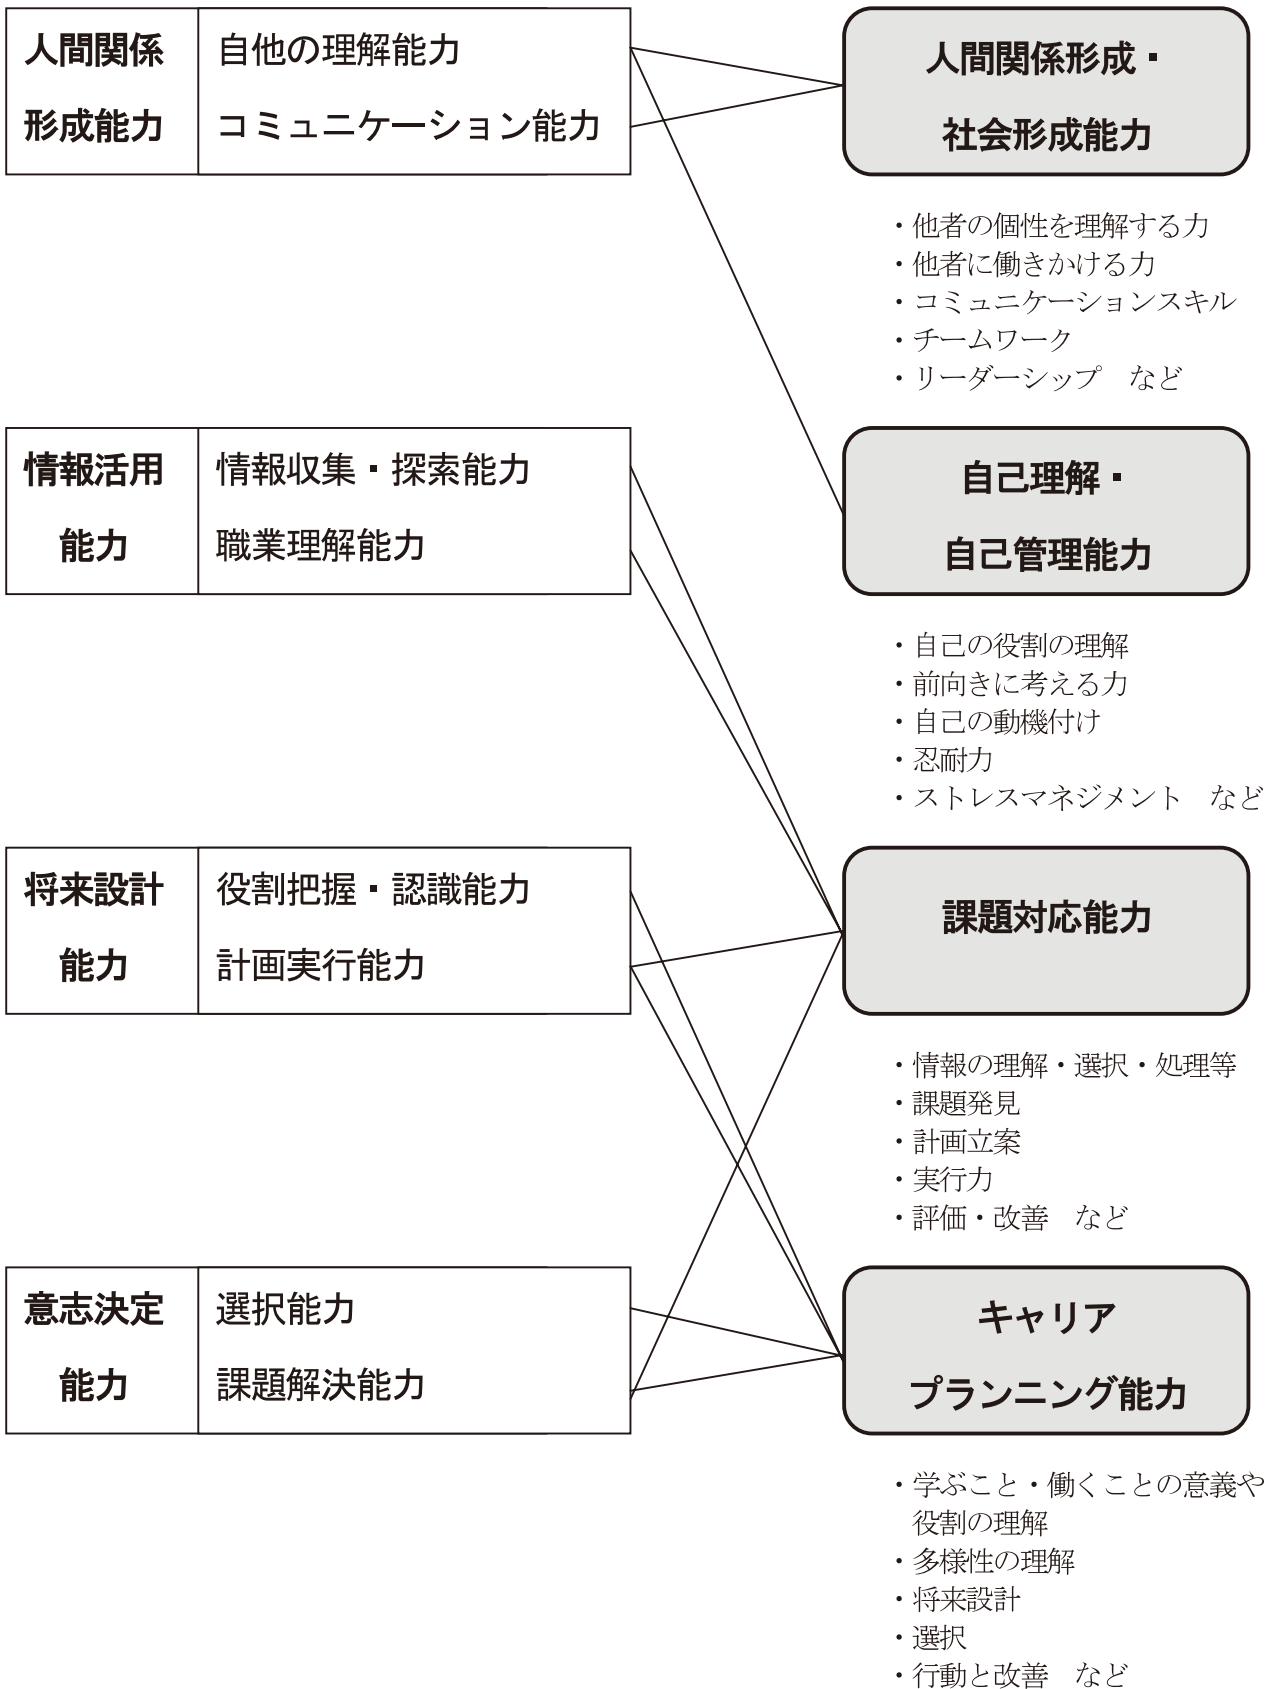 人間関係
形成能力
自他の理解能力
コミュニケーション能力
人間関係形成・
社会形成能力
・他者の個性を理解する力
・他者に働きかける力
・コミュニケーションスキル
・チームワーク
・リーダーシップ　など
情報活用
能力
情報収集・探索能力
職業理解能力
自己理解・
自己管理能力
・自己の役割の理解
・前向きに考える力
・自己の動機付け
・忍耐力
・ストレスマネジメント　など
将来設計
能力
役割把握・認識能力
計画実行能力
課題対応能力
・情報の理解・選択・処理等
・課題発見
・計画立案
・実行力
・評価・改善　など
意志決定
能力
選択能力
課題解決能力
キャリア
プランニング能力
・学ぶこと・働くことの意義や
役割の理解
・多様性の理解
・将来設計
・選択
・行動と改善　など